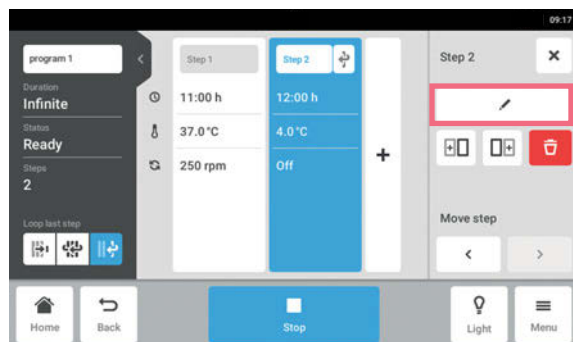 09:17
program 1
Duration
Infinite
Status
Ready
Steps
2
Loop last step
Step 1
11:00 h
37.0°C
250 rpm
Step 2
12:00 h
4.0°C
Off
+
Step 2
Move step
Home
Back
Stop
Light
Menu